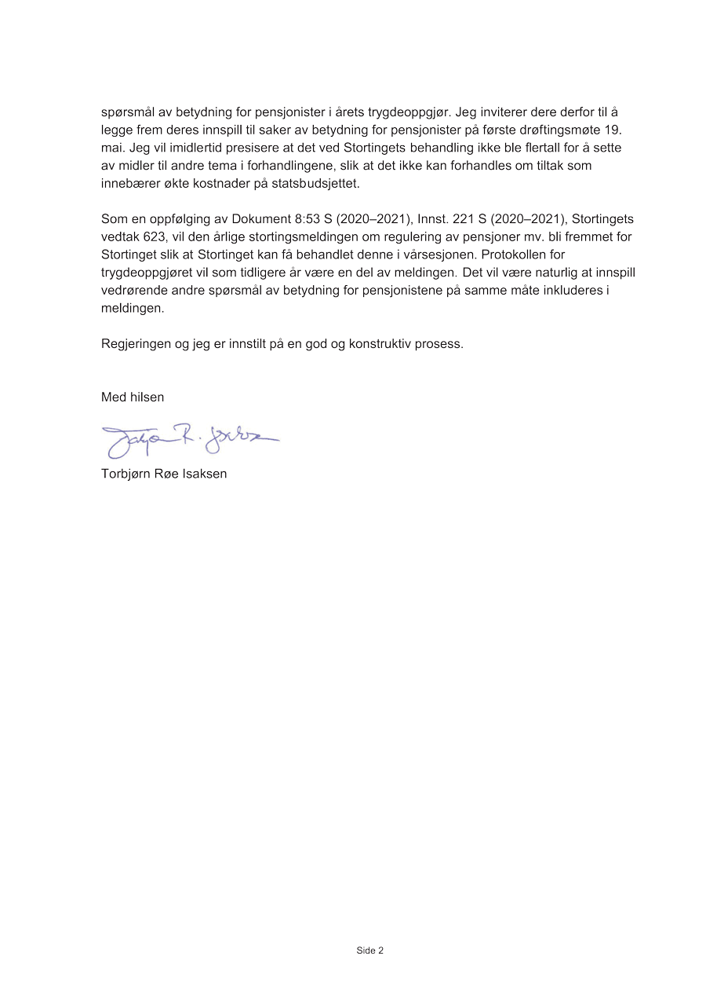 spørsmål av betydning for pensjonister i årets trygdeoppgjør. Jeg inviterer dere derfor til å
legge frem deres innspill til saker av betydning for pensjonister på første drøftingsmøte 19.
mai. Jeg vil imidlertid presisere at det ved Stortingets behandling ikke ble flertall for å sette
av midler til andre tema i forhandlingene, slik at det ikke kan forhandles om tiltak som
innebærer økte kostnader på statsbudsjettet.
Som en oppfølging av Dokument 8:53 S (2020–2021), Innst. 221 S (2020–2021), Stortingets
vedtak 623, vil den årlige stortingsmeldingen om regulering av pensjoner mv. bli fremmet for
Stortinget slik at Stortinget kan få behandlet denne i vårsesjonen. Protokollen for
trygdeoppgjøret vil som tidligere år være en del av meldingen. Det vil være naturlig at innspill
vedrørende andre spørsmål av betydning for pensjonistene på samme måte inkluderes i
meldingen.
Regjeringen og jeg er innstilt på en god og konstruktiv prosess.
Med hilsen
Torbjørn Røe Isaksen
Side 2